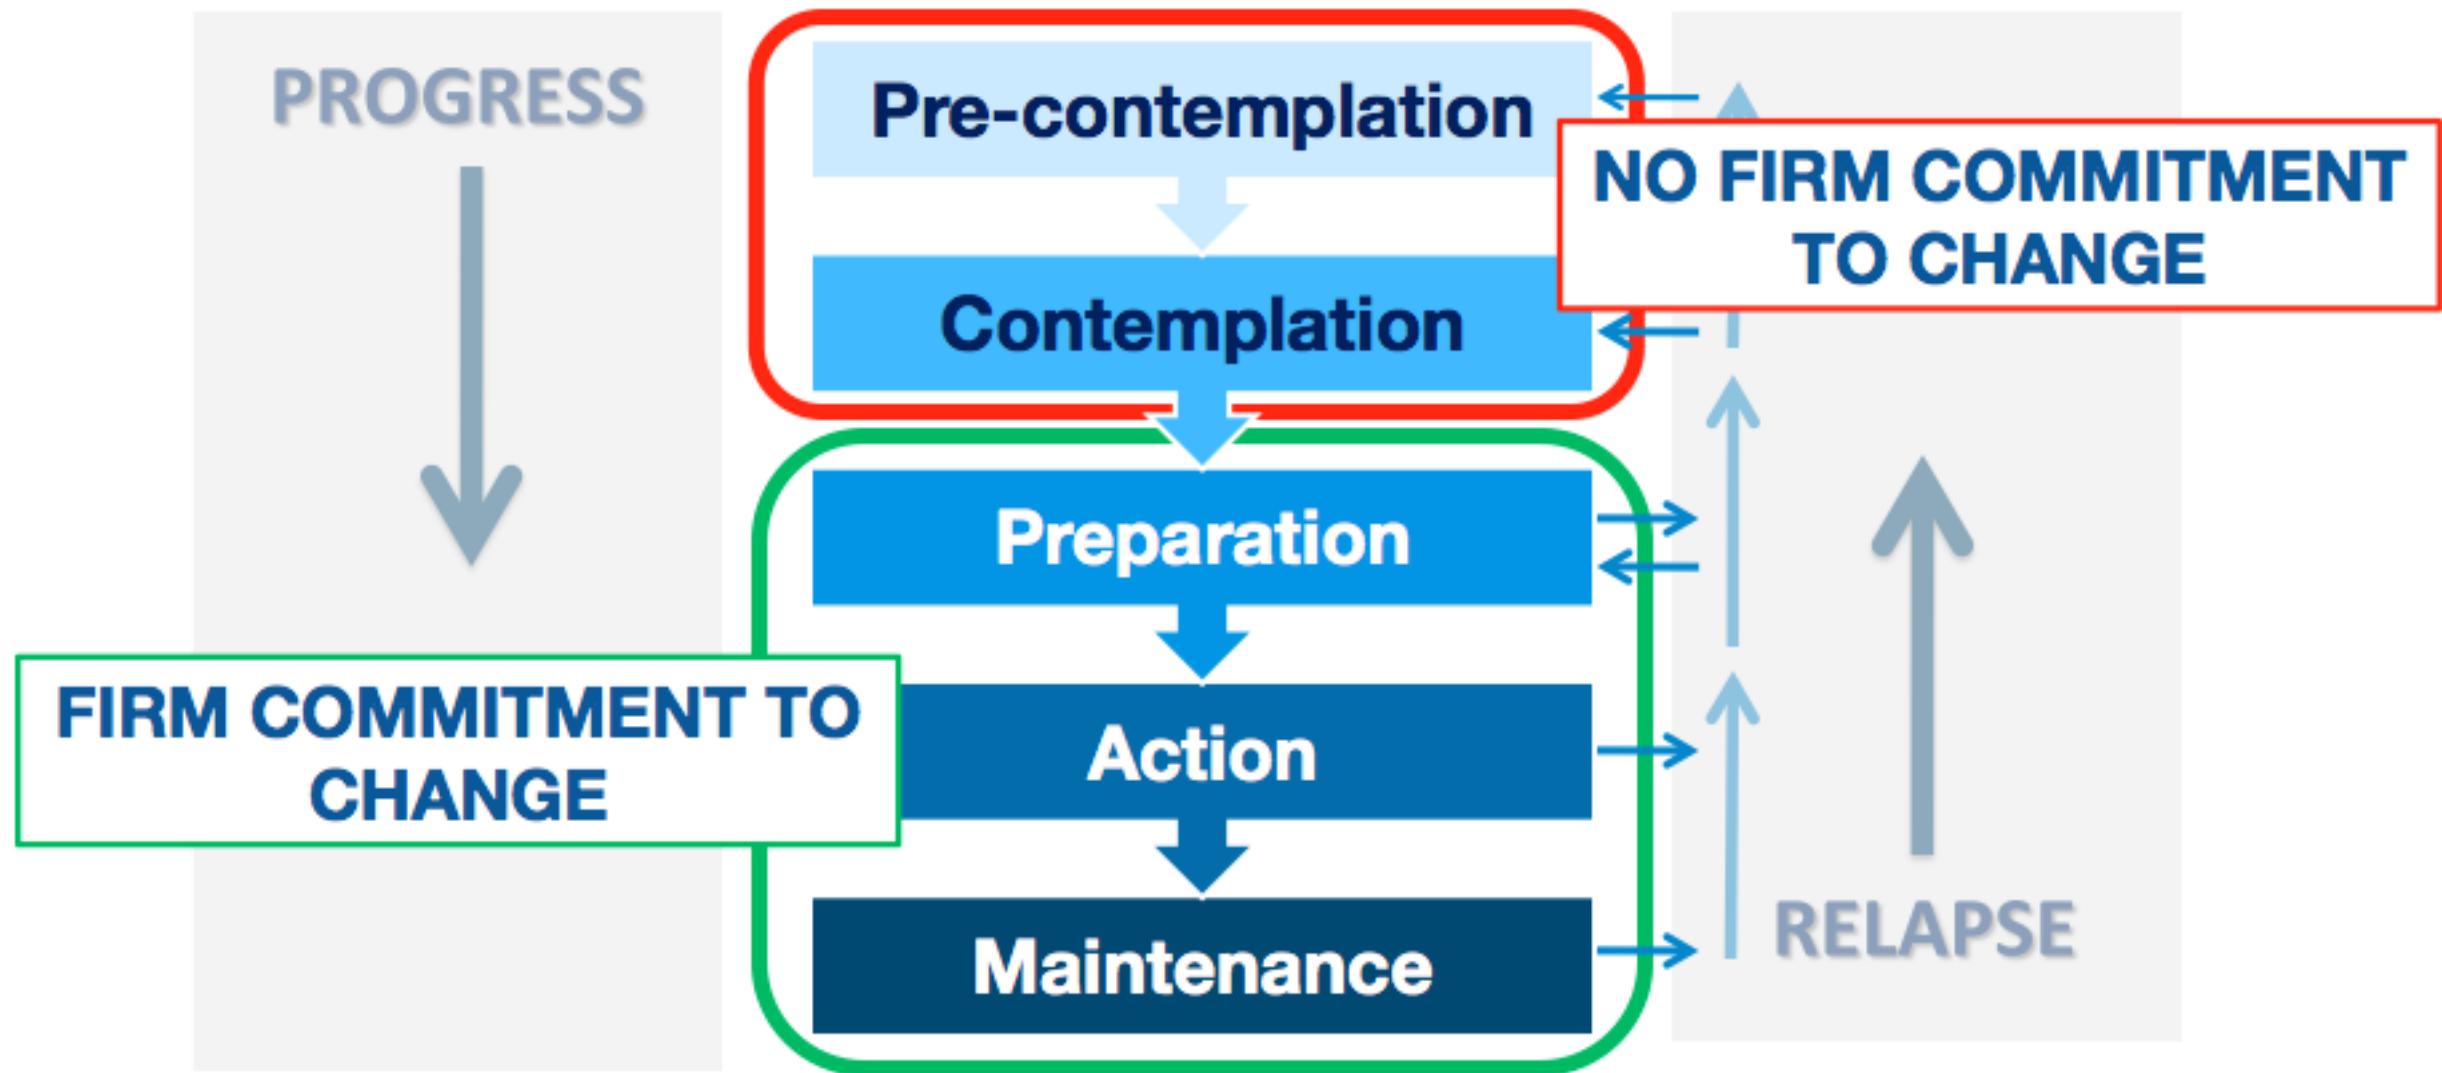 PROGRESS
Pre-contemplation
NO FIRM COMMITMENT
TO CHANGE
Contemplation
Preparation
FIRM COMMITMENT TO
CHANGE
Action
Maintenance
RELAPSE